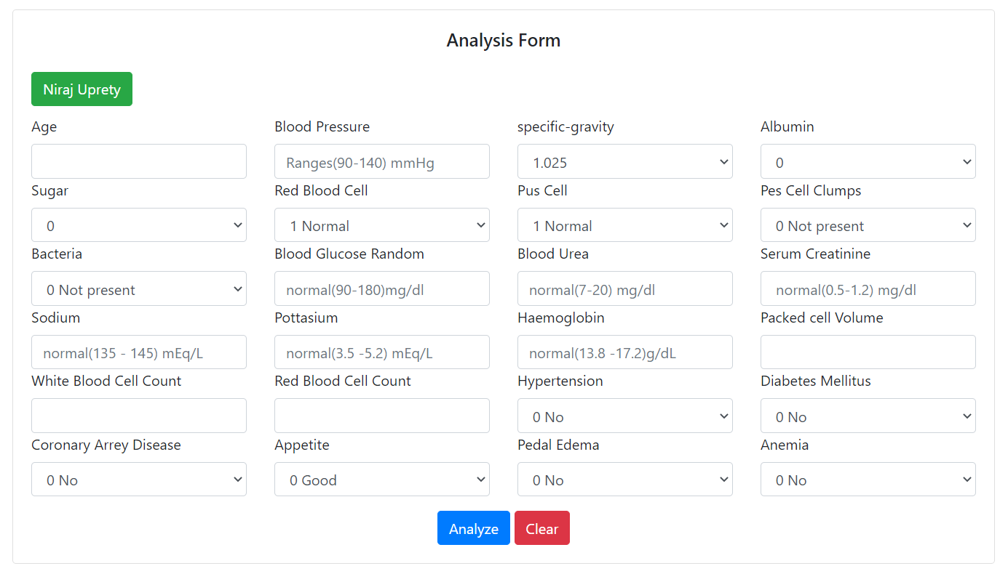 Analysis Form
Niraj Uprety
Age Blood Pressure specific-gravity Albumin
Ranges(90-140) mmHg 1.025 0
Sugar Red Blood Cell Pus Cell Pes Cell Clumps
0 1 Normal 1 Normal 0 Not present
Bacteria Blood Glucose Random Blood Urea Serum Creatinine
0 Not present normal(90-180)mg/dl normal(7-20) mg/dl normal(0.5-1.2) mg/dl
Sodium Pottasium Haemoglobin Packed cell Volume
normal(135 - 145) mEq/L normal(3.5 -5.2) mEq/L normal(13.8 -17.2)g/dL
White Blood Cell Count Red Blood Cell Count Hypertension Diabetes Mellitus
0 No 0 No
Coronary Arrey Disease Appetite Pedal Edema Anemia
0 No 0 Good 0 No 0 No
Analyze Clear